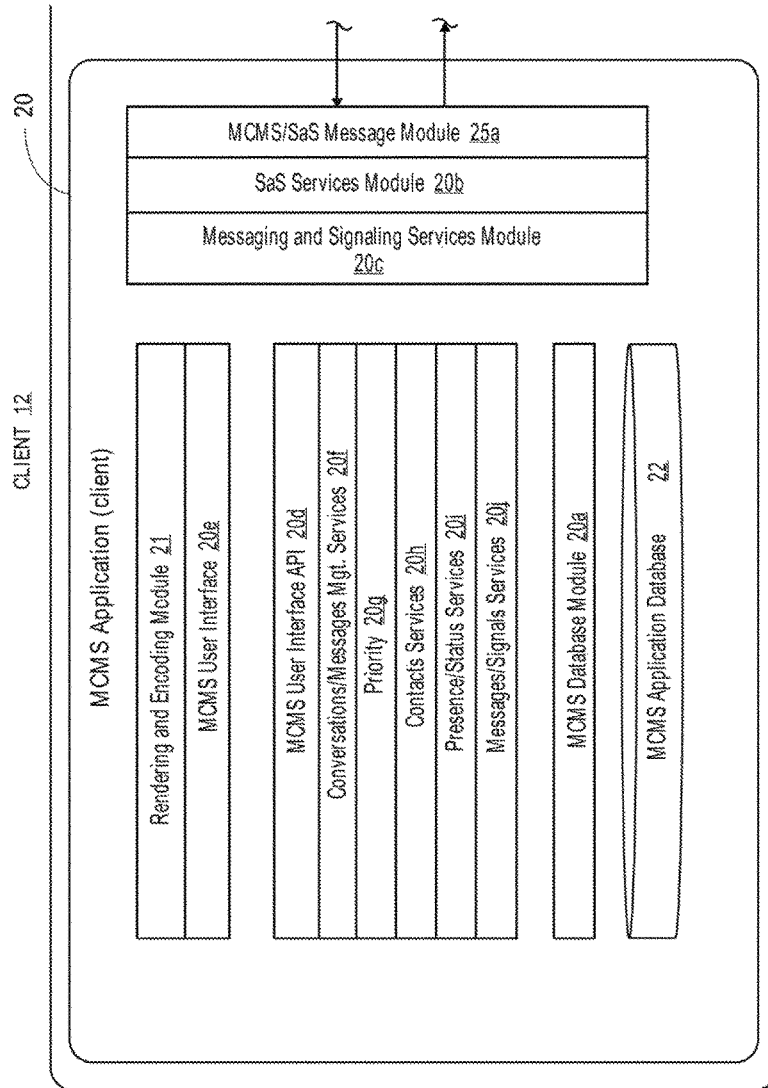 CLIENT 12
20
MCMS Application (client)
Rendering and Encoding Module 21
MCMS User Interface 20e
MCMS User Interface API 20d
Conversations/Messages Mgt. Services 20f
Priority 20g
Contacts Services 20h
Presence/Status Services 20i
Messages/Signals Services 20j
MCMS Database Module 20a
MCMS Application Database 22
MCMS/SaS Message Module 25a
SaS Services Module 20b
Messaging and Signaling Services Module
20c